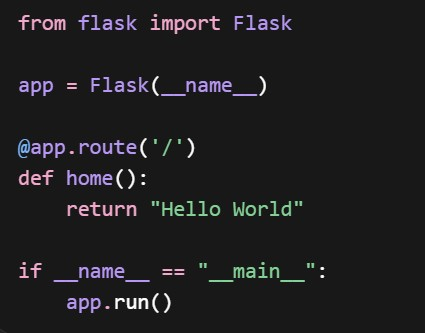 from flask import Flask
app = Flask(__name__)
@app.route('/')
def home():
    return "Hello World"
if __name__ == "__main__":
    app.run()